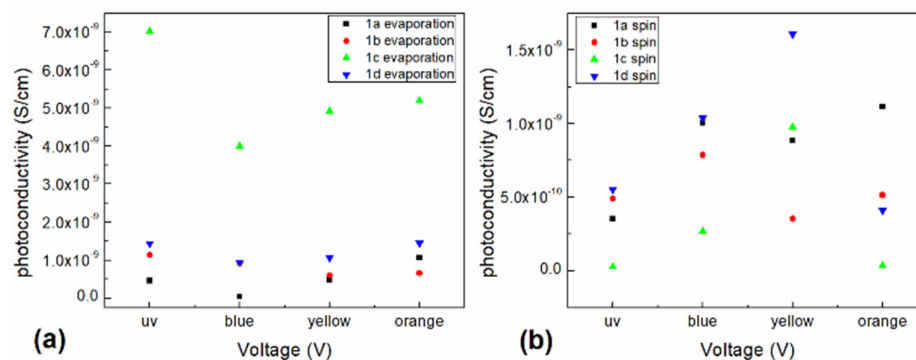 1a evaporation
1b evaporation
1c evaporation
1d evaporation
photoconductivity (S/cm)
7.0x10⁻⁹
6.0x10⁻⁹
5.0x10⁻⁹
4.0x10⁻⁹
3.0x10⁻⁹
2.0x10⁻⁹
1.0x10⁻⁹
0.0
uv blue yellow orange
(a) Voltage (V)
1a spin
1b spin
1c spin
1d spin
photoconductivity (S/cm)
1.5x10⁻⁹
1.0x10⁻⁹
5.0x10⁻¹⁰
0.0
uv blue yellow orange
(b) Voltage (V)